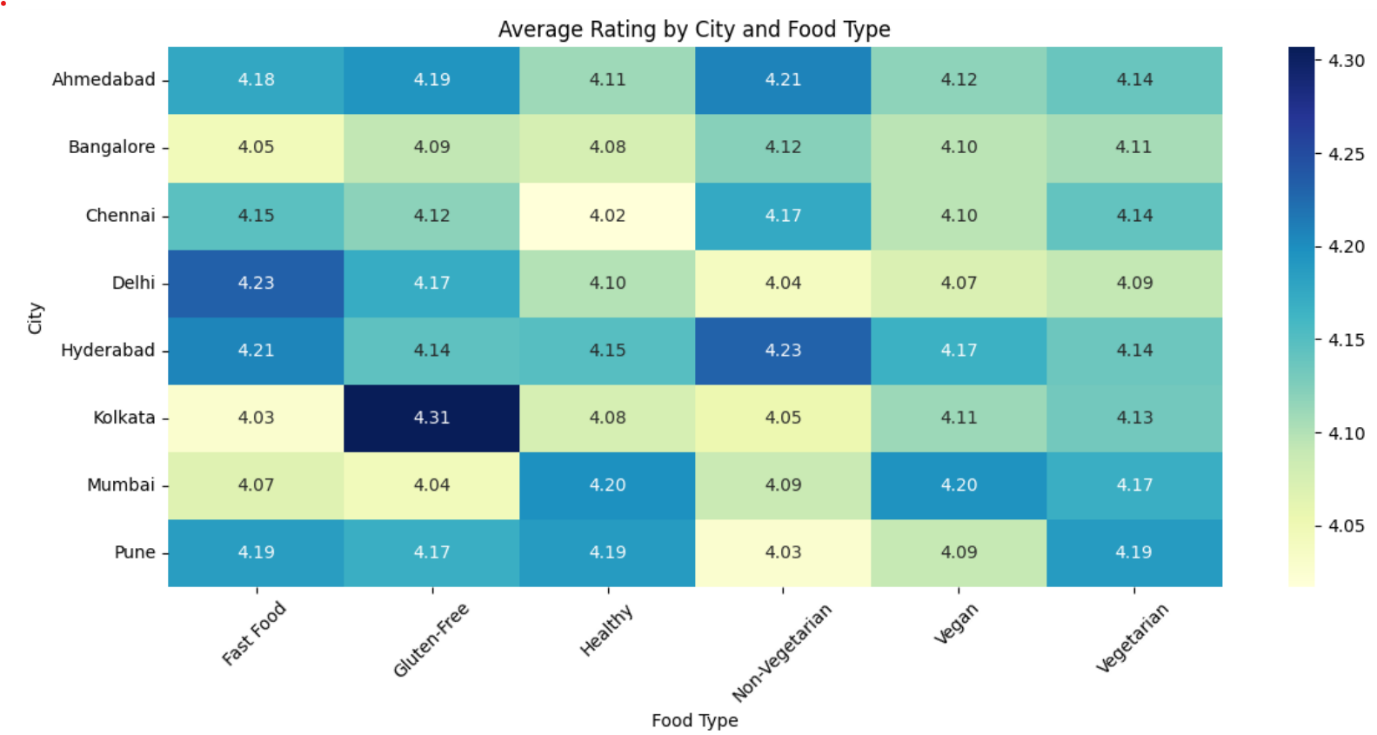 Average Rating by City and Food Type
Ahmedabad 4.18 4.19 4.11 4.21 4.12 4.14
Bangalore 4.05 4.09 4.08 4.12 4.10 4.11
Chennai 4.15 4.12 4.02 4.17 4.10 4.14
Delhi 4.23 4.17 4.10 4.04 4.07 4.09
Hyderabad 4.21 4.14 4.15 4.23 4.17 4.14
Kolkata 4.03 4.31 4.08 4.05 4.11 4.13
Mumbai 4.07 4.04 4.20 4.09 4.20 4.17
Pune 4.19 4.17 4.19 4.03 4.09 4.19
City
Fast Food Gluten-Free Healthy Non-Vegetarian Vegan Vegetarian
Food Type
4.30
4.25
4.20
4.15
4.10
4.05